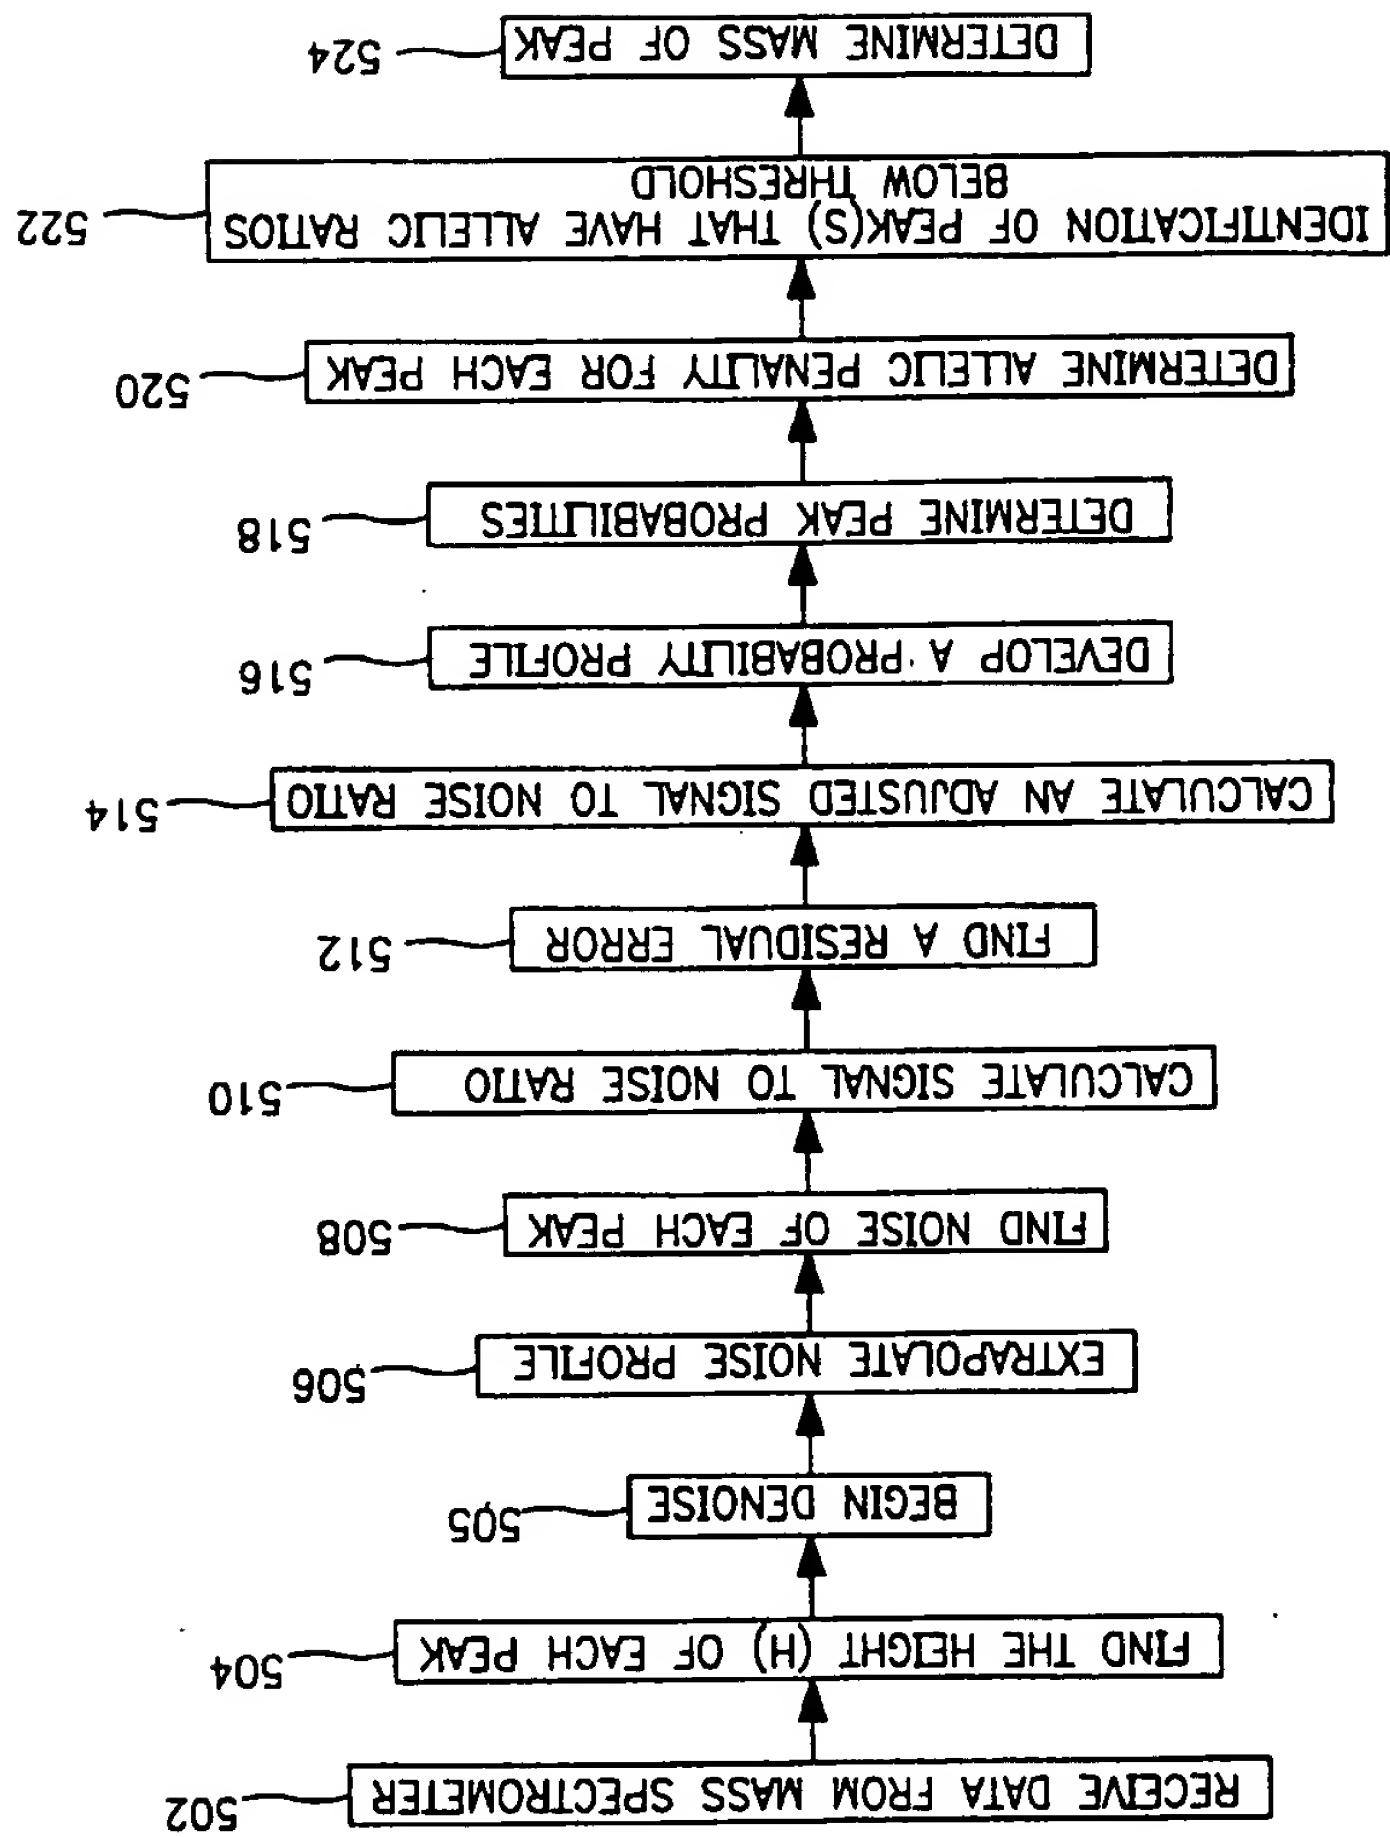 RECEIVE DATA FROM MASS SPECTROMETER
502
FIND THE HEIGHT (H) OF EACH PEAK
504
BEGIN DENOISE
505
EXTRAPOLATE NOISE PROFILE
506
FIND NOISE OF EACH PEAK
508
CALCULATE SIGNAL TO NOISE RATIO
510
FIND A RESIDUAL ERROR
512
CALCULATE AN ADJUSTED SIGNAL TO NOISE RATIO
514
DEVELOP A PROBABILITY PROFILE
516
DETERMINE PEAK PROBABILITIES
518
DETERMINE ALLELIC PENALITY FOR EACH PEAK
520
IDENTIFICATION OF PEAK(S) THAT HAVE ALLELIC RATIOS
BELOW THRESHOLD
522
DETERMINE MASS OF PEAK
524